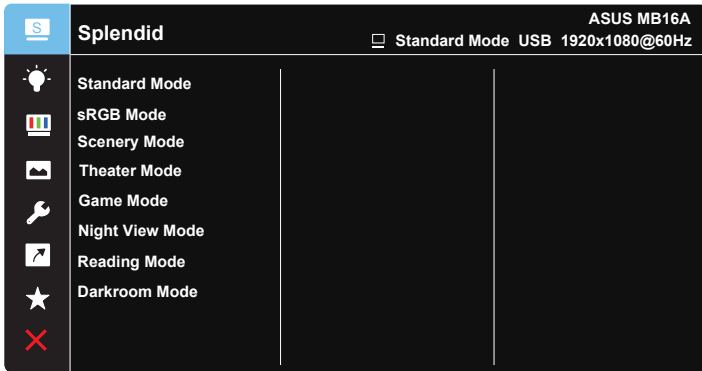 S
Splendid
ASUS MB16A
Standard Mode USB 1920x1080@60Hz
Standard Mode
sRGB Mode
Scenery Mode
Theater Mode
Game Mode
Night View Mode
Reading Mode
Darkroom Mode